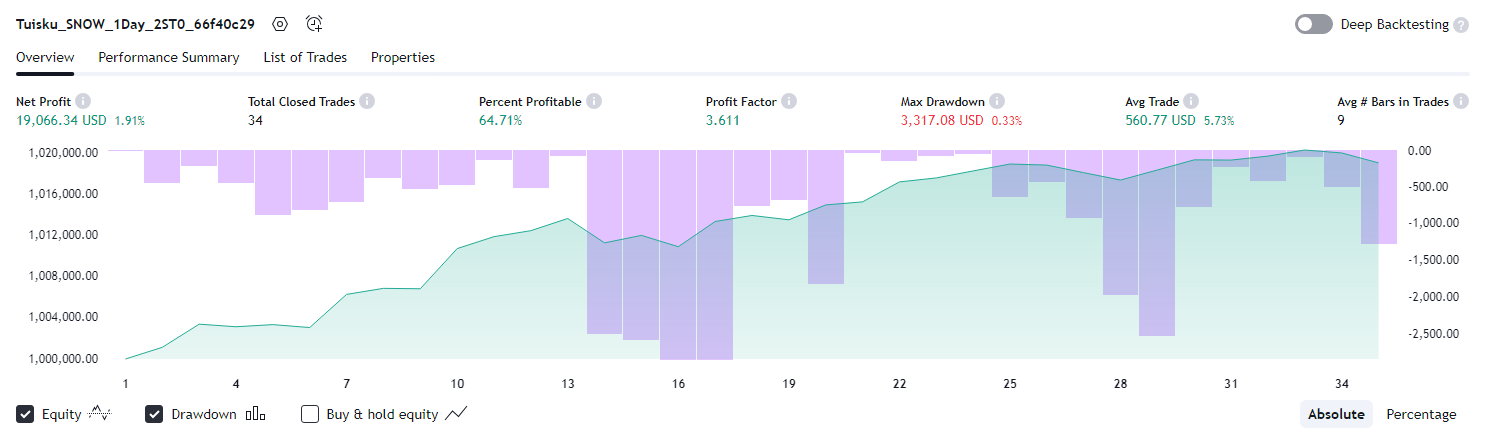 Tuisku_SNOW_1Day_2ST0_66f40c29 Deep Backtesting ?
Overview Performance Summary List of Trades Properties
Net Profit Total Closed Trades Percent Profitable Profit Factor Max Drawdown Avg Trade Avg # Bars in Trades
19,066.34 USD 1.91% 34 64.71% 3.611 3,317.08 USD 0.33% 560.77 USD 5.73% 9
1,020,000.00 0.00
1,016,000.00 -500.00
1,012,000.00 -1,000.00
1,008,000.00 -1,500.00
1,004,000.00 -2,000.00
1,000,000.00 -2,500.00
1 4 7 10 13 16 19 22 25 28 31 34
Equity Drawdown Buy & hold equity Absolute Percentage